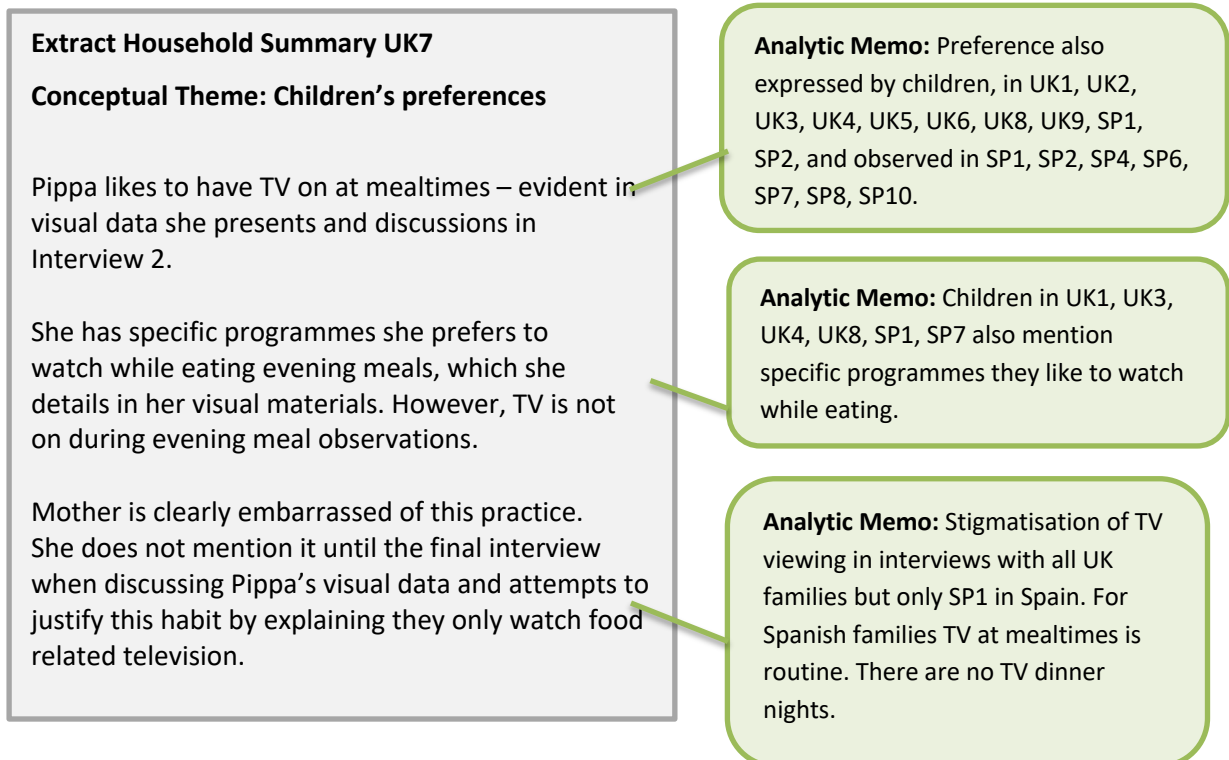 Extract Household Summary UK7
Conceptual Theme: Children’s preferences
Pippa likes to have TV on at mealtimes – evident in
visual data she presents and discussions in
Interview 2.
She has specific programmes she prefers to
watch while eating evening meals, which she
details in her visual materials. However, TV is not
on during evening meal observations.
Mother is clearly embarrassed of this practice.
She does not mention it until the final interview
when discussing Pippa’s visual data and attempts to
justify this habit by explaining they only watch food
related television.
Analytic Memo: Preference also
expressed by children, in UK1, UK2,
UK3, UK4, UK5, UK6, UK8, UK9, SP1,
SP2, and observed in SP1, SP2, SP4, SP6,
SP7, SP8, SP10.
Analytic Memo: Children in UK1, UK3,
UK4, UK8, SP1, SP7 also mention
specific programmes they like to watch
while eating.
Analytic Memo: Stigmatisation of TV
viewing in interviews with all UK
families but only SP1 in Spain. For
Spanish families TV at mealtimes is
routine. There are no TV dinner
nights.